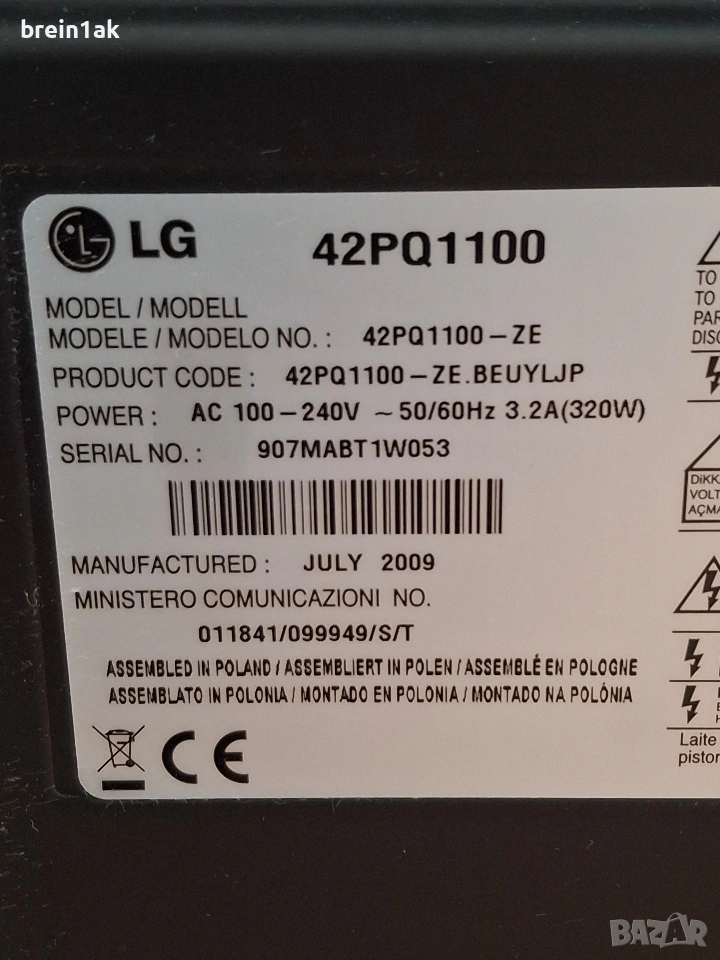 brein1ak
LG 42PQ1100
MODEL / MODELL
MODELE / MODELO NO. : 42PQ1100-ZE
PRODUCT CODE : 42PQ1100-ZE.BEUYLJP
POWER : AC 100-240V ~50/60Hz 3.2A(320W)
SERIAL NO. : 907MABT1W053
MANUFACTURED : JULY 2009
MINISTERO COMUNICAZIONI NO.
011841/099949/S/T
ASSEMBLED IN POLAND / ASSEMBLIERT IN POLEN / ASSEMBLÉ EN POLOGNE
ASSEMBLATO IN POLONIA / MONTADO EN POLONIA / MONTADO NA POLÓNIA
CE
TO
TO
PAR
DISC
DİKK
VOLT
AÇMA
Laite
pistor
BAZAR